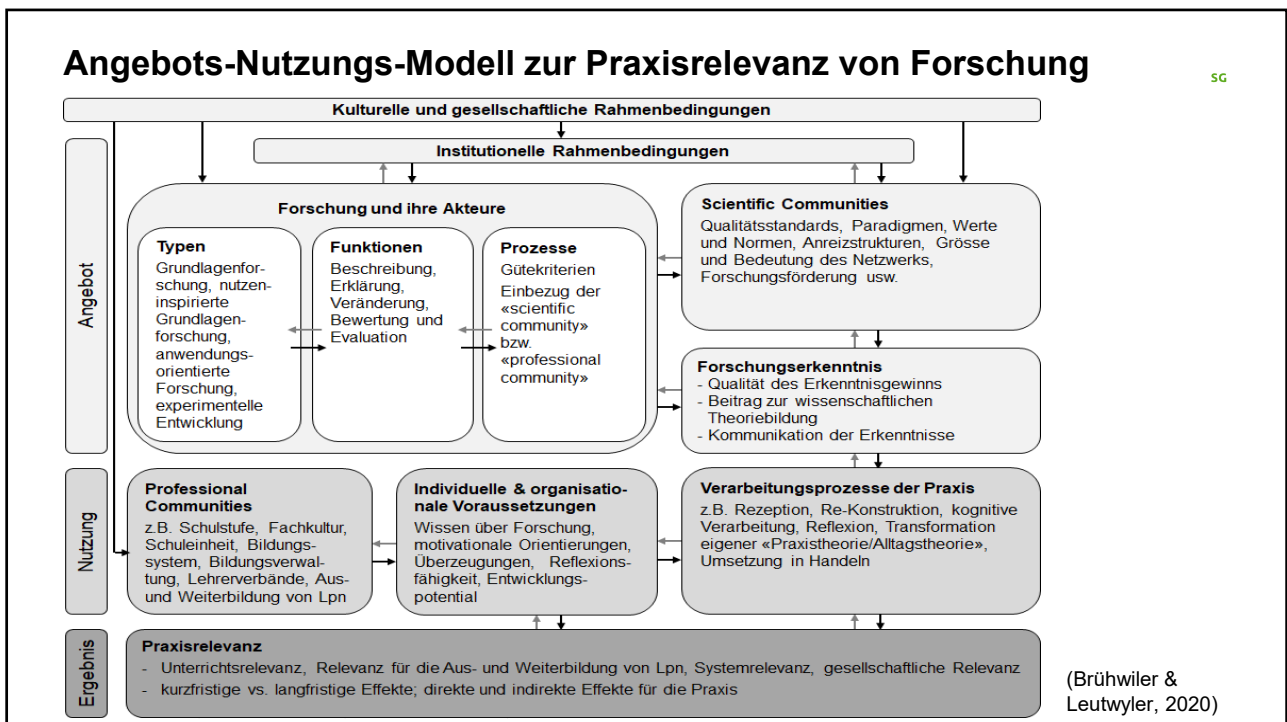 Angebots-Nutzungs-Modell zur Praxisrelevanz von Forschung
SG
Kulturelle und gesellschaftliche Rahmenbedingungen
Institutionelle Rahmenbedingungen
Angebot
Forschung und ihre Akteure
Typen
Grundlagenfor-
schung, nutzen-
inspirierte
Grundlagen-
forschung,
anwendungs-
orientierte
Forschung,
experimentelle
Entwicklung
Funktionen
Beschreibung,
Erklärung,
Veränderung,
Bewertung und
Evaluation
Prozesse
Gütekriterien
Einbezug der
«scientific
community»
bzw.
«professional
community»
Scientific Communities
Qualitätsstandards, Paradigmen, Werte
und Normen, Anreizstrukturen, Grösse
und Bedeutung des Netzwerks,
Forschungsförderung usw.
Forschungserkenntnis
- Qualität des Erkenntnisgewinns
- Beitrag zur wissenschaftlichen
Theoriebildung
- Kommunikation der Erkenntnisse
Nutzung
Professional
Communities
z.B. Schulstufe, Fachkultur,
Schuleinheit, Bildungs-
system, Bildungsverwal-
tung, Lehrerverbände, Aus-
und Weiterbildung von Lpn
Individuelle & organisatio-
nale Voraussetzungen
Wissen über Forschung,
motivationale Orientierungen,
Überzeugungen, Reflexions-
fähigkeit, Entwicklungs-
potential
Verarbeitungsprozesse der Praxis
z.B. Rezeption, Re-Konstruktion, kognitive
Verarbeitung, Reflexion, Transformation
eigener «Praxistheorie/Alltagstheorie»,
Umsetzung in Handeln
Ergebnis
Praxisrelevanz
- Unterrichtsrelevanz, Relevanz für die Aus- und Weiterbildung von Lpn, Systemrelevanz, gesellschaftliche Relevanz
- kurzfristige vs. langfristige Effekte; direkte und indirekte Effekte für die Praxis
(Brühwiler &
Leutwyler, 2020)